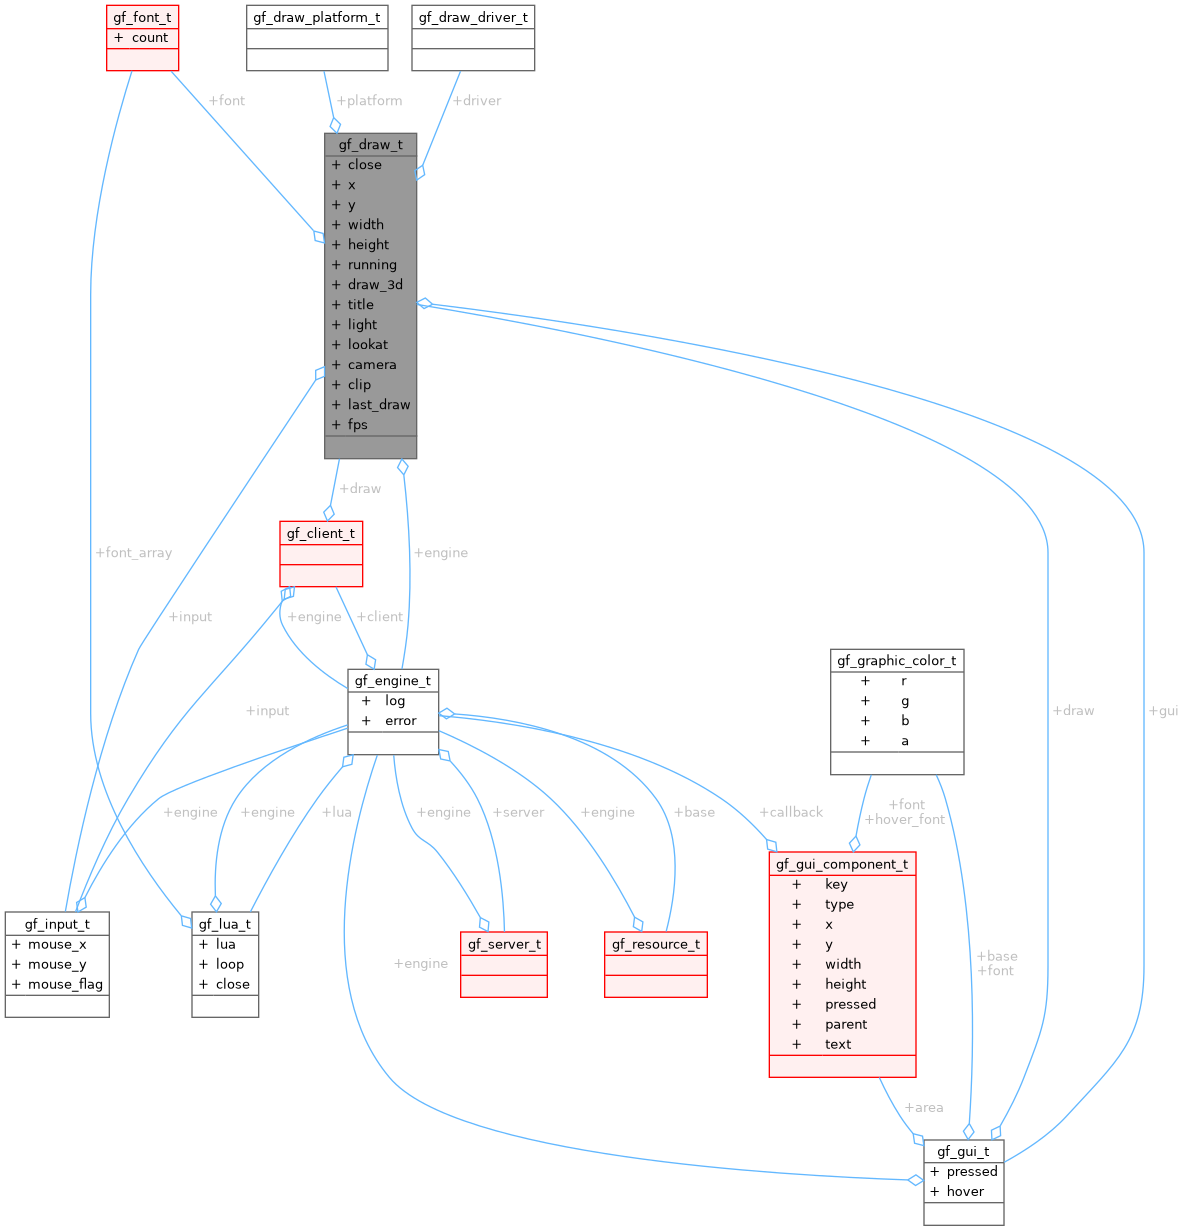 gf_font_t
+ count
gf_draw_platform_t
gf_draw_driver_t
+font
+platform
+driver
gf_draw_t
+ close
+ x
+ y
+ width
+ height
+ running
+ draw_3d
+ title
+ light
+ lookat
+ camera
+ clip
+ last_draw
+ fps
+draw
gf_client_t
+font_array
+engine
+input
+engine
+client
gf_engine_t
+ log
+ error
gf_graphic_color_t
+ r
+ g
+ b
+ a
+input
+draw
+gui
+engine
+engine
+lua
+engine
+server
+engine
+base
+callback
+font
+hover_font
gf_gui_component_t
+ key
+ type
+ x
+ y
+ width
+ height
+ pressed
+ parent
+ text
gf_input_t
+ mouse_x
+ mouse_y
+ mouse_flag
gf_lua_t
+ lua
+ loop
+ close
+engine
gf_server_t
gf_resource_t
+base
+font
+area
gf_gui_t
+ pressed
+ hover